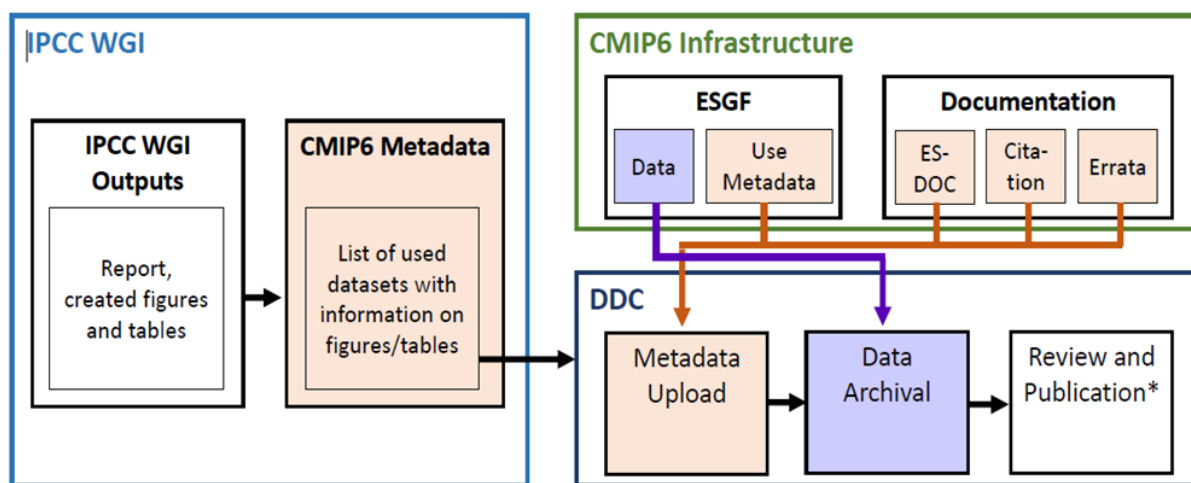 IPCC WGI
IPCC WGI
Outputs
Report,
created figures
and tables
CMIP6 Metadata
List of used
datasets with
information on
figures/tables
CMIP6 Infrastructure
ESGF
Data
Use
Metadata
Documentation
ES-
DOC
Cita-
tion
Errata
DDC
Metadata
Upload
Data
Archival
Review and
Publication*